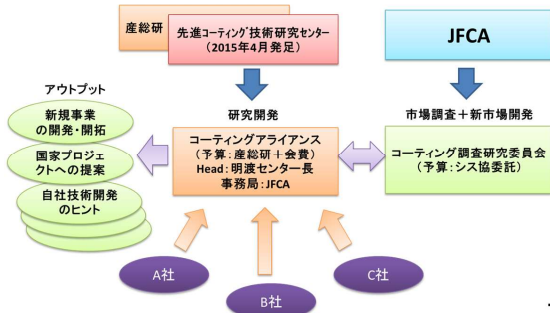 産総研
先進コーティング技術研究センター
(2015年4月発足)
JFCA
アウトプット
研究開発
市場調査+新市場開発
新規事業
の開発・開拓
国家プロジェ
クトへの提案
自社技術開発
のヒント
コーティングアライアンス
(予算:産総研+会費)
Head:明渡センター長
事務局:JFCA
コーティング調査研究委員会
(予算:シス協委託)
A社
B社
C社